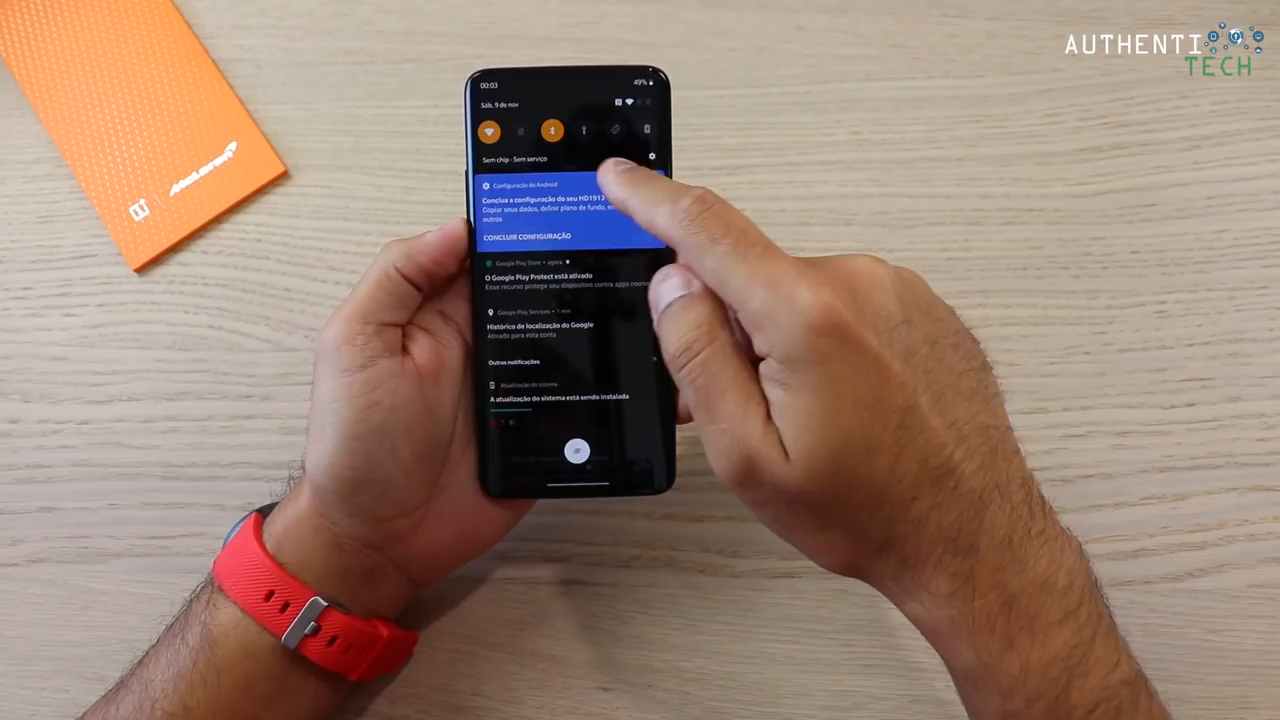 AUTHENTI
TECH
McLaren
00:03
49%
Sáb, 9 de nov
Sem chip - Sem serviço
Configuração do Android
Conclua a configuração do seu HD1913
Copiar seus dados, definir plano de fundo, e
outros
CONCLUIR CONFIGURAÇÃO
Google Play Store • agora
O Google Play Protect está ativado
Esse recurso protege seu dispositivo contra apps nocivos
Google Play Services • 1 min
Histórico de localização do Google
Ativado para esta conta
Outras notificações
Atualização do sistema
A atualização do sistema está sendo instalada